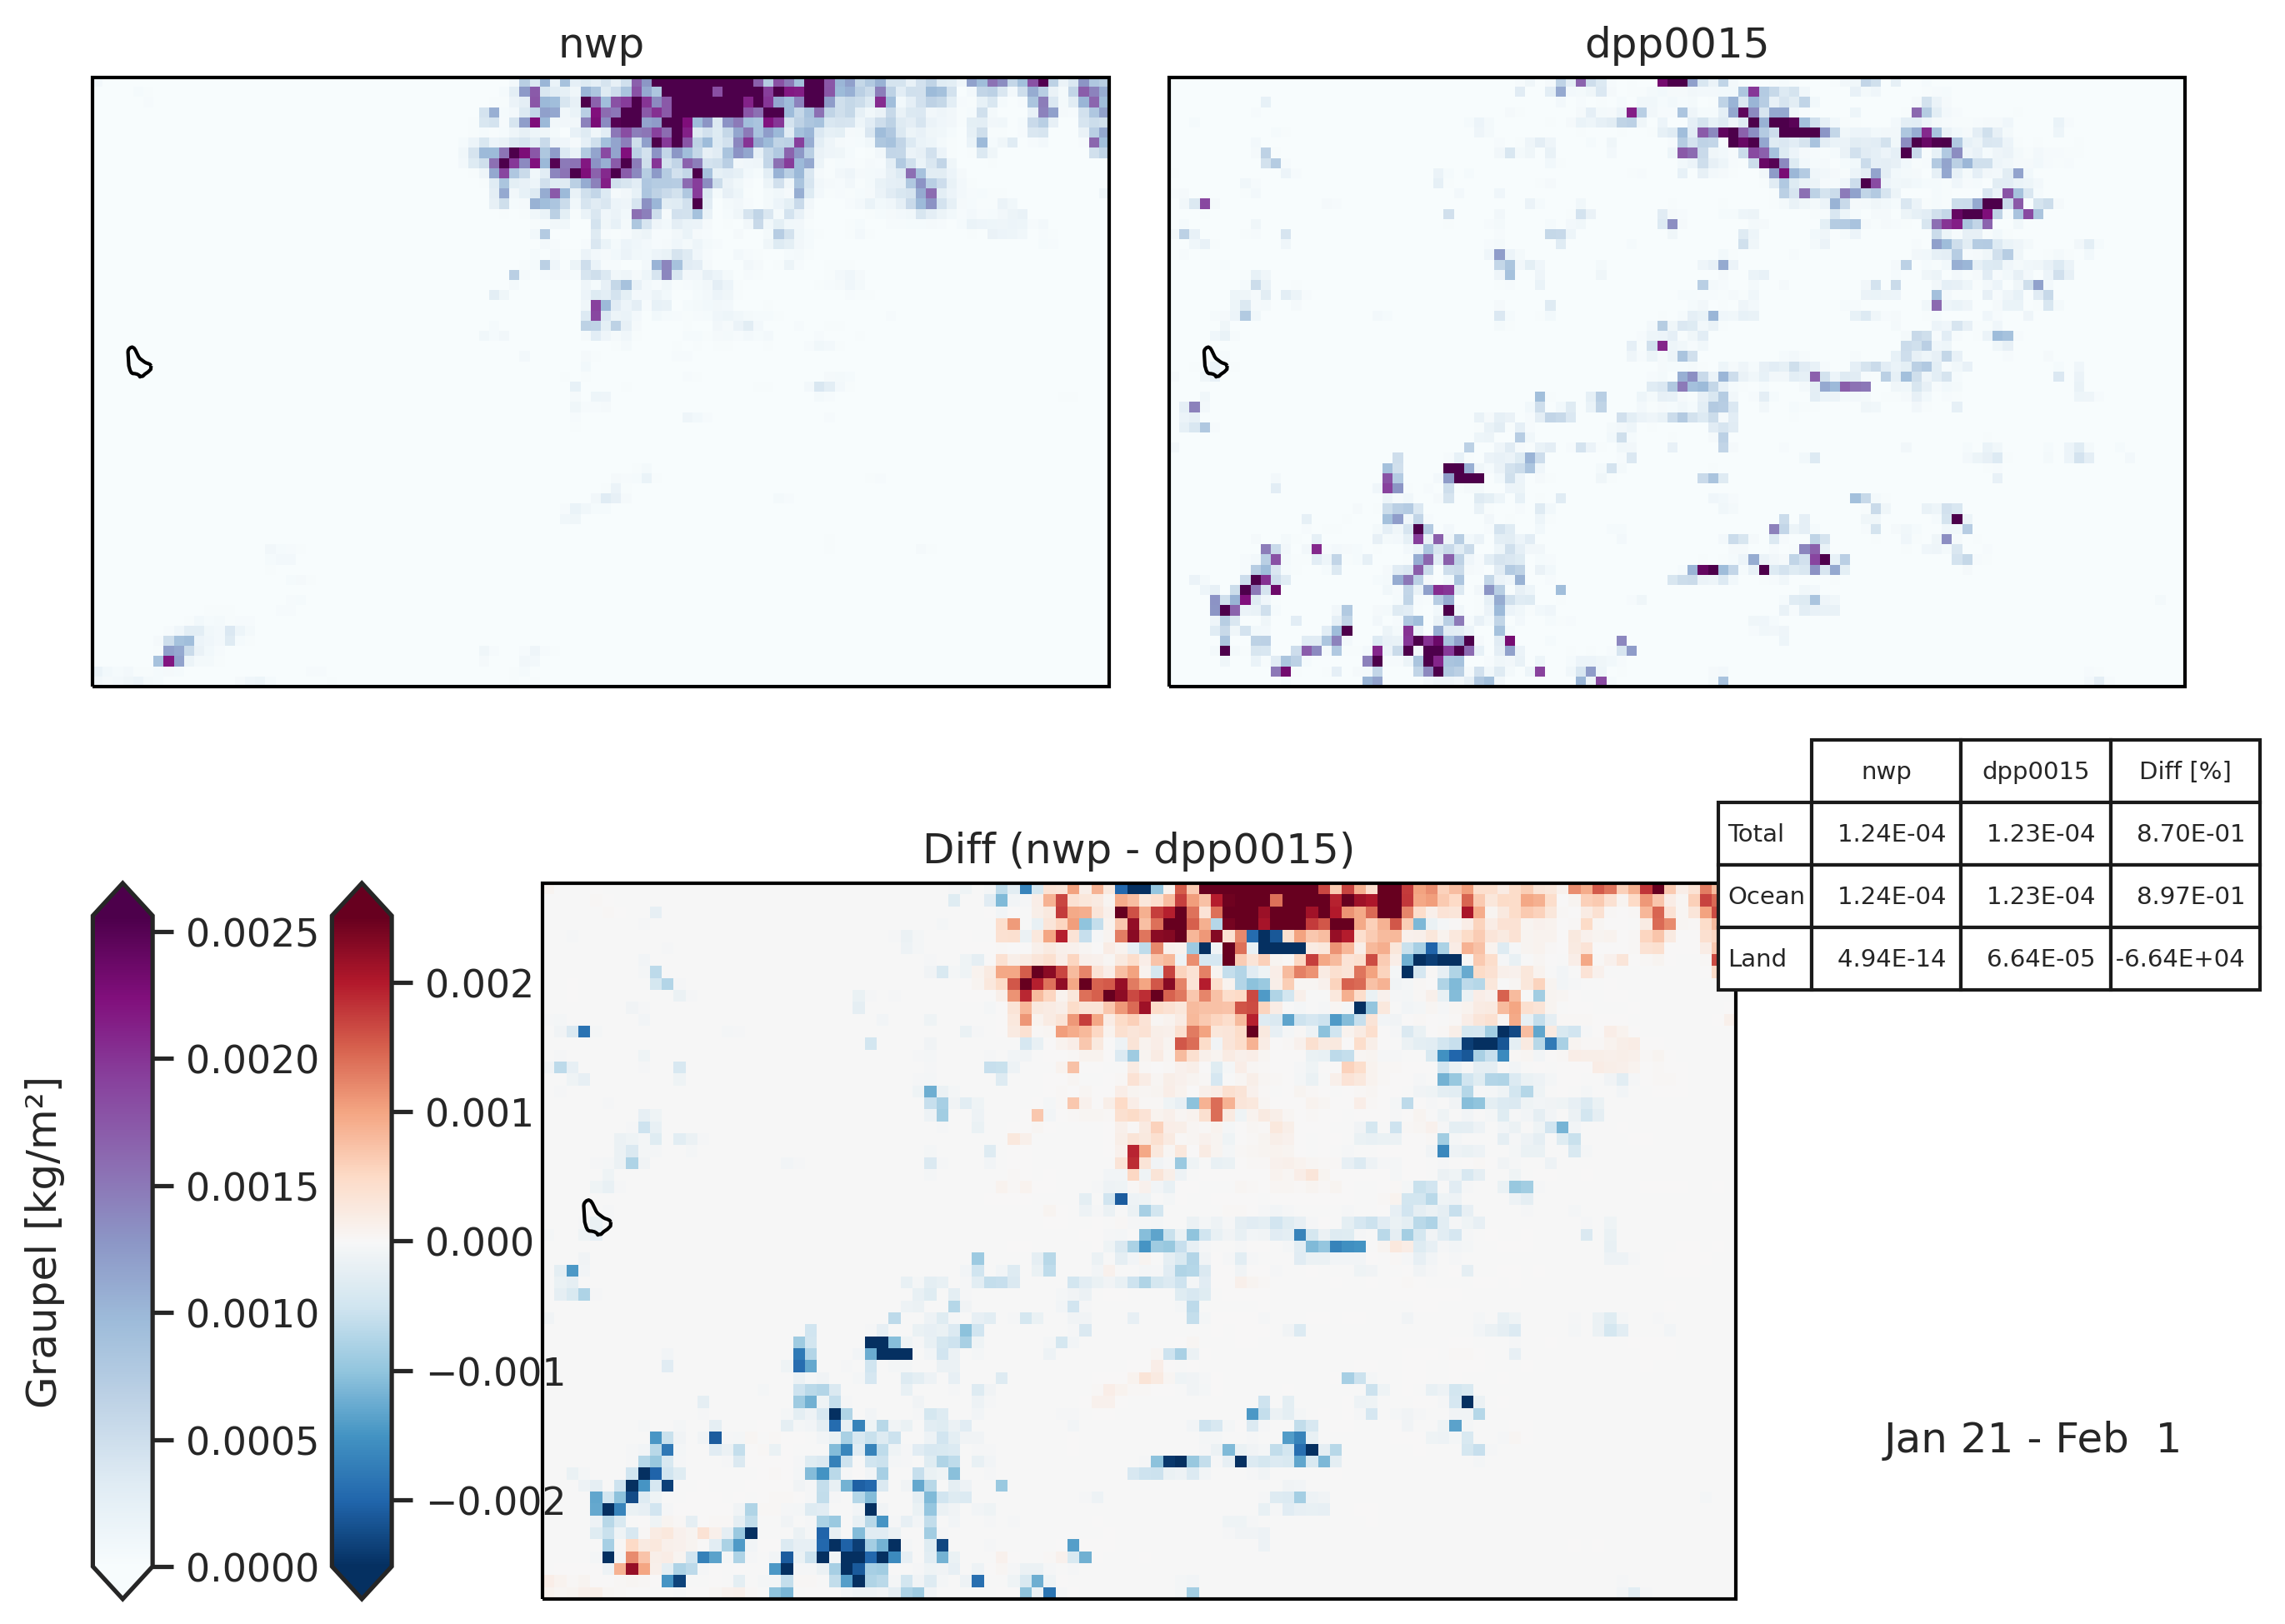 nwp
dpp0015
nwp dpp0015 Diff [%]
Total 1.24E-04 1.23E-04 8.70E-01
Ocean 1.24E-04 1.23E-04 8.97E-01
Land 4.94E-14 6.64E-05 -6.64E+04
Diff (nwp - dpp0015)
Graupel [kg/m²]
0.0025
0.0020
0.0015
0.0010
0.0005
0.0000
0.002
0.001
0.000
−0.001
−0.002
Jan 21 - Feb  1